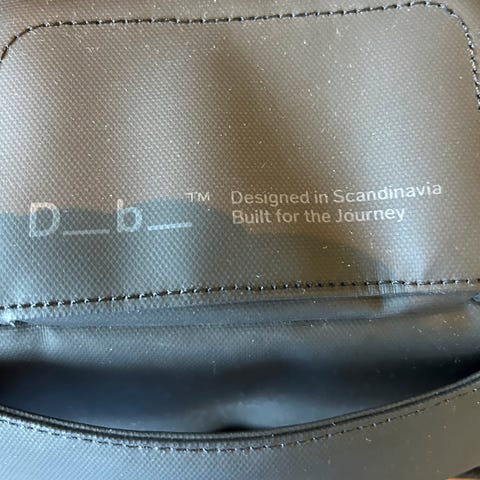 D__b__™
Designed in Scandinavia
Built for the Journey